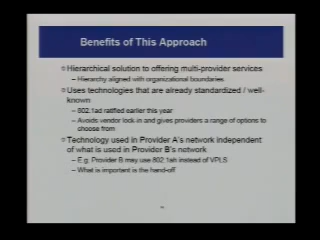 Benefits of This Approach
Hierarchical solution to offering multi-provider services
– Hierarchy aligned with organizational boundaries
Uses technologies that are already standardized / well-
known
– 802.1ad ratified earlier this year
– Avoids vendor lock-in and gives providers a range of options to
choose from
Technology used in Provider A's network independent
of what is used in Provider B's network
– E.g. Provider B may use 802.1ah instead of VPLS
– What is important is the hand-off